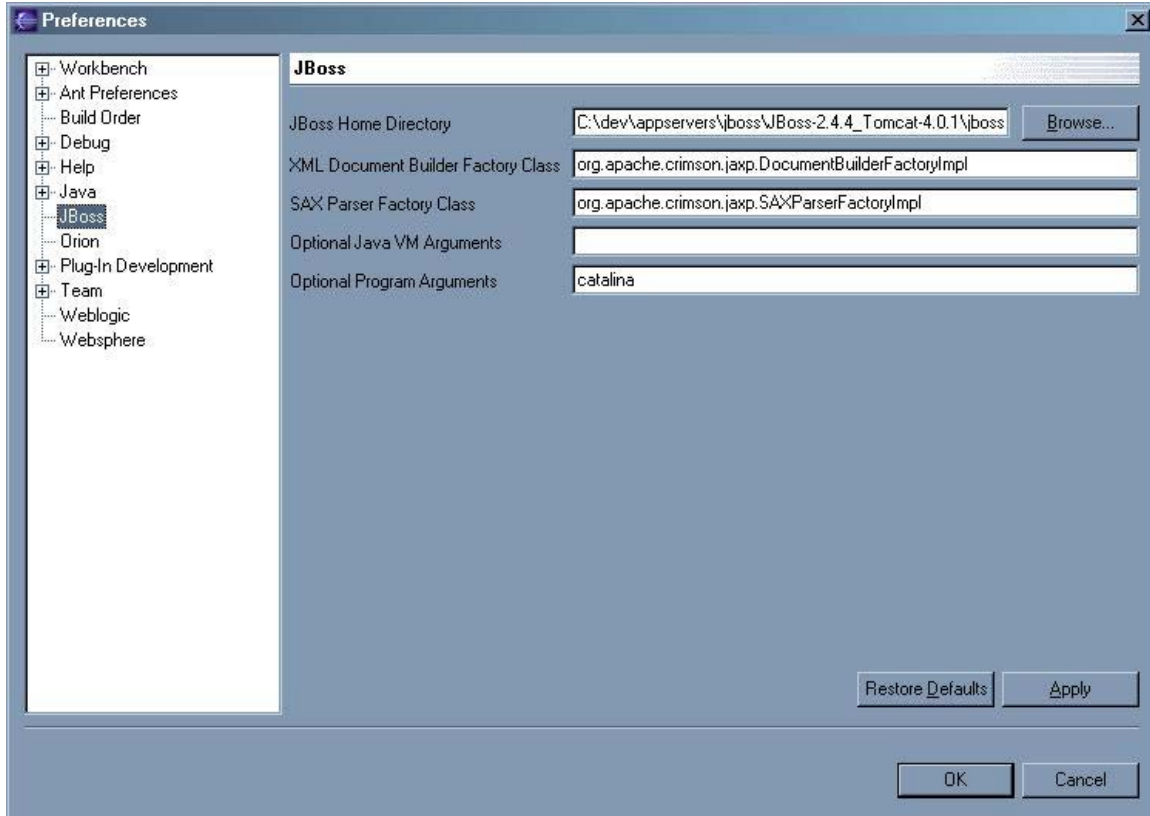 Preferences
Workbench
Ant Preferences
Build Order
Debug
Help
Java
JBoss
Orion
Plug-In Development
Team
Weblogic
Websphere
JBoss
JBoss Home Directory C:\dev\appservers\jboss\JBoss-2.4.4_Tomcat-4.0.1\jboss Browse...
XML Document Builder Factory Class org.apache.crimson.jaxp.DocumentBuilderFactoryImpl
SAX Parser Factory Class org.apache.crimson.jaxp.SAXParserFactoryImpl
Optional Java VM Arguments
Optional Program Arguments catalina
Restore Defaults Apply
OK Cancel